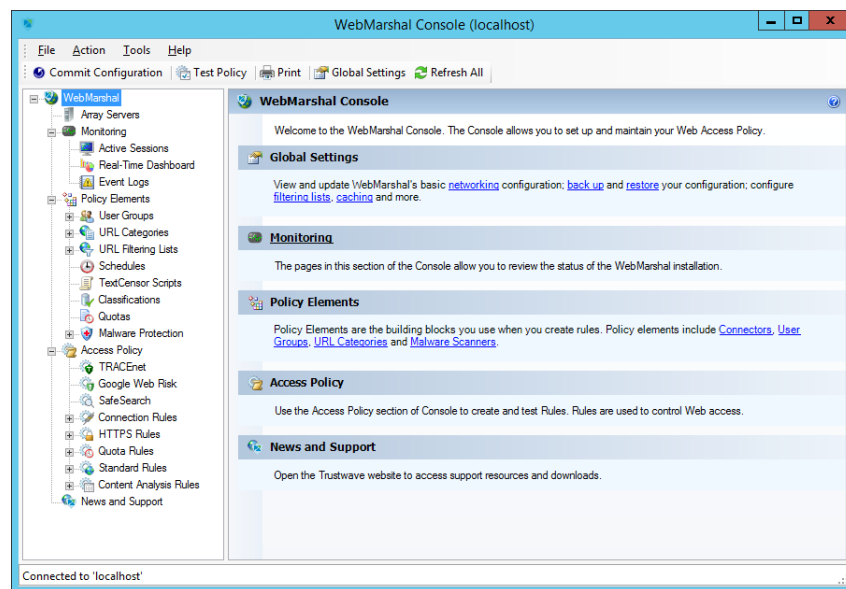 WebMarshal Console (localhost)
File Action Tools Help
Commit Configuration Test Policy Print Global Settings Refresh All
WebMarshal
Array Servers
Monitoring
Active Sessions
Real-Time Dashboard
Event Logs
Policy Elements
User Groups
URL Categories
URL Filtering Lists
Schedules
TextCensor Scripts
Classifications
Quotas
Malware Protection
Access Policy
TRACEnet
Google Web Risk
SafeSearch
Connection Rules
HTTPS Rules
Quota Rules
Standard Rules
Content Analysis Rules
News and Support
WebMarshal Console
Welcome to the WebMarshal Console. The Console allows you to set up and maintain your Web Access Policy.
Global Settings
View and update WebMarshal's basic networking configuration; back up and restore your configuration; configure
filtering lists, caching and more.
Monitoring
The pages in this section of the Console allow you to review the status of the WebMarshal installation.
Policy Elements
Policy Elements are the building blocks you use when you create rules. Policy elements include Connectors, User
Groups, URL Categories and Malware Scanners.
Access Policy
Use the Access Policy section of Console to create and test Rules. Rules are used to control Web access.
News and Support
Open the Trustwave website to access support resources and downloads.
Connected to 'localhost'